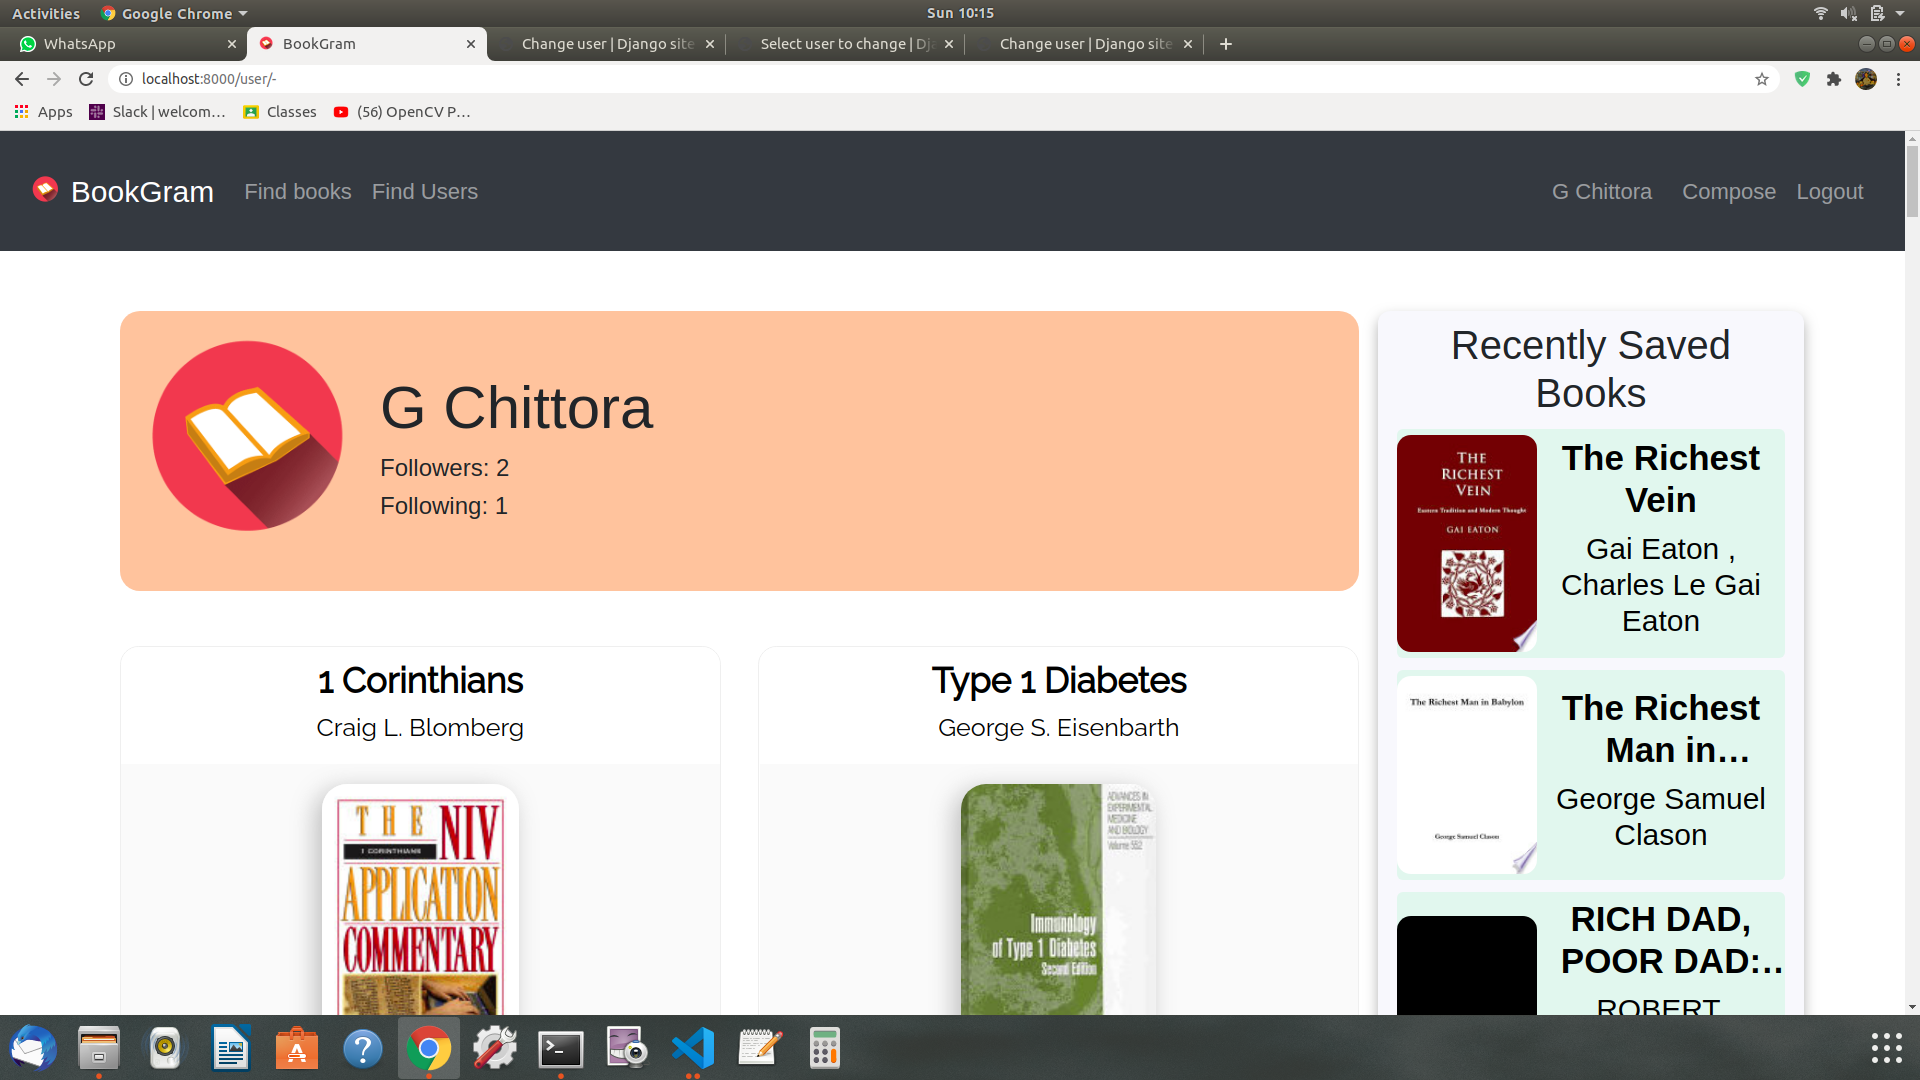 Activities Google Chrome Sun 10:15
WhatsApp BookGram Change user | Django site Select user to change | Dj Change user | Django site
localhost:8000/user/-
Apps Slack | welcom… Classes (56) OpenCV P…
BookGram Find books Find Users G Chittora Compose Logout
G Chittora
Followers: 2
Following: 1
1 Corinthians
Craig L. Blomberg
THE NIV
1 CORINTHIANS
APPLICATION
COMMENTARY
Type 1 Diabetes
George S. Eisenbarth
ADVANCES IN
EXPERIMENTAL
MEDICINE
AND BIOLOGY
Volume 552
Immunology
of Type 1 Diabetes
Second Edition
Recently Saved
Books
THE
RICHEST
VEIN
Eastern Tradition and Modern Thought
GAI EATON
The Richest
Vein
Gai Eaton ,
Charles Le Gai
Eaton
The Richest Man in Babylon
George Samuel Clason
The Richest
Man in…
George Samuel
Clason
RICH DAD,
POOR DAD:..
ROBERT